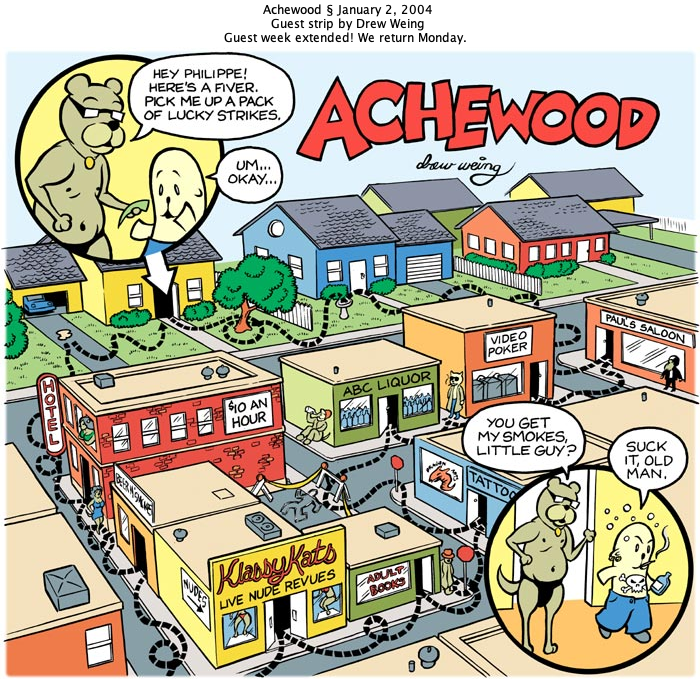 Achewood § January 2, 2004
Guest strip by Drew Weing
Guest week extended! We return Monday.
HEY PHILIPPE!
HERE'S A FIVER.
PICK ME UP A PACK
OF LUCKY STRIKES.
UM...
OKAY...
ACHEWOOD
drew weing
PAUL'S SALOON
VIDEO
POKER
ABC LIQUOR
HOTEL
$10 AN
HOUR
TATTOO
BEER N SMOKES
KlassyKats
LIVE NUDE REVUES
NUDES
ADULT
BOOKS
YOU GET
MY SMOKES,
LITTLE GUY?
SUCK
IT, OLD
MAN.